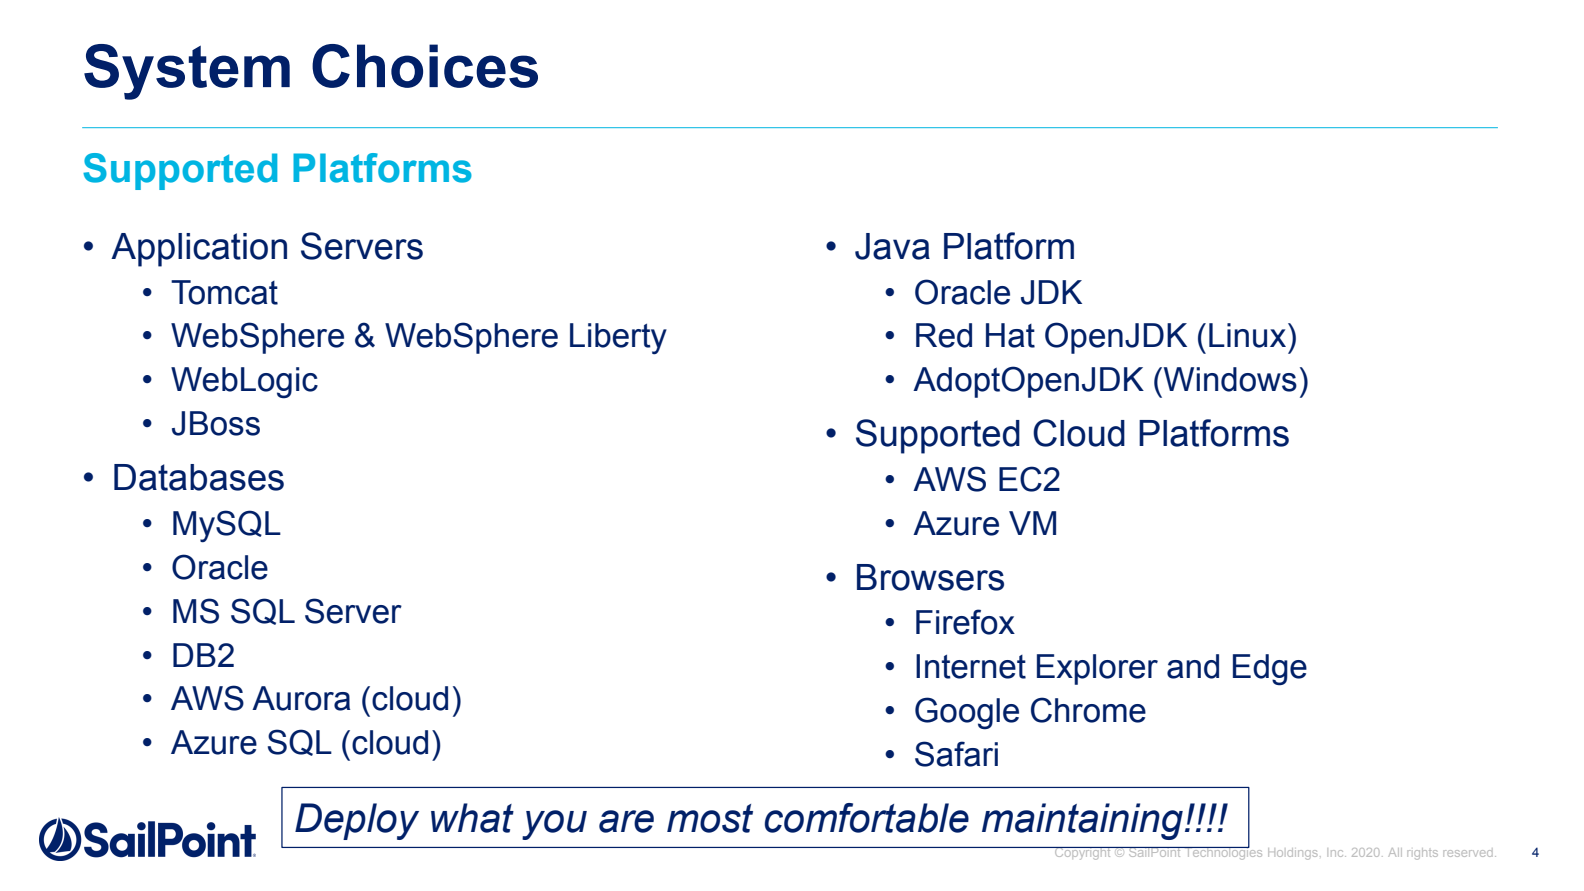 System Choices
Supported Platforms
• Application Servers
• Tomcat
• WebSphere & WebSphere Liberty
• WebLogic
• JBoss
• Databases
• MySQL
• Oracle
• MS SQL Server
• DB2
• AWS Aurora (cloud)
• Azure SQL (cloud)
• Java Platform
• Oracle JDK
• Red Hat OpenJDK (Linux)
• AdoptOpenJDK (Windows)
• Supported Cloud Platforms
• AWS EC2
• Azure VM
• Browsers
• Firefox
• Internet Explorer and Edge
• Google Chrome
• Safari
Deploy what you are most comfortable maintaining!!!!
SailPoint
Copyright © SailPoint Technologies Holdings, Inc. 2020. All rights reserved.
4